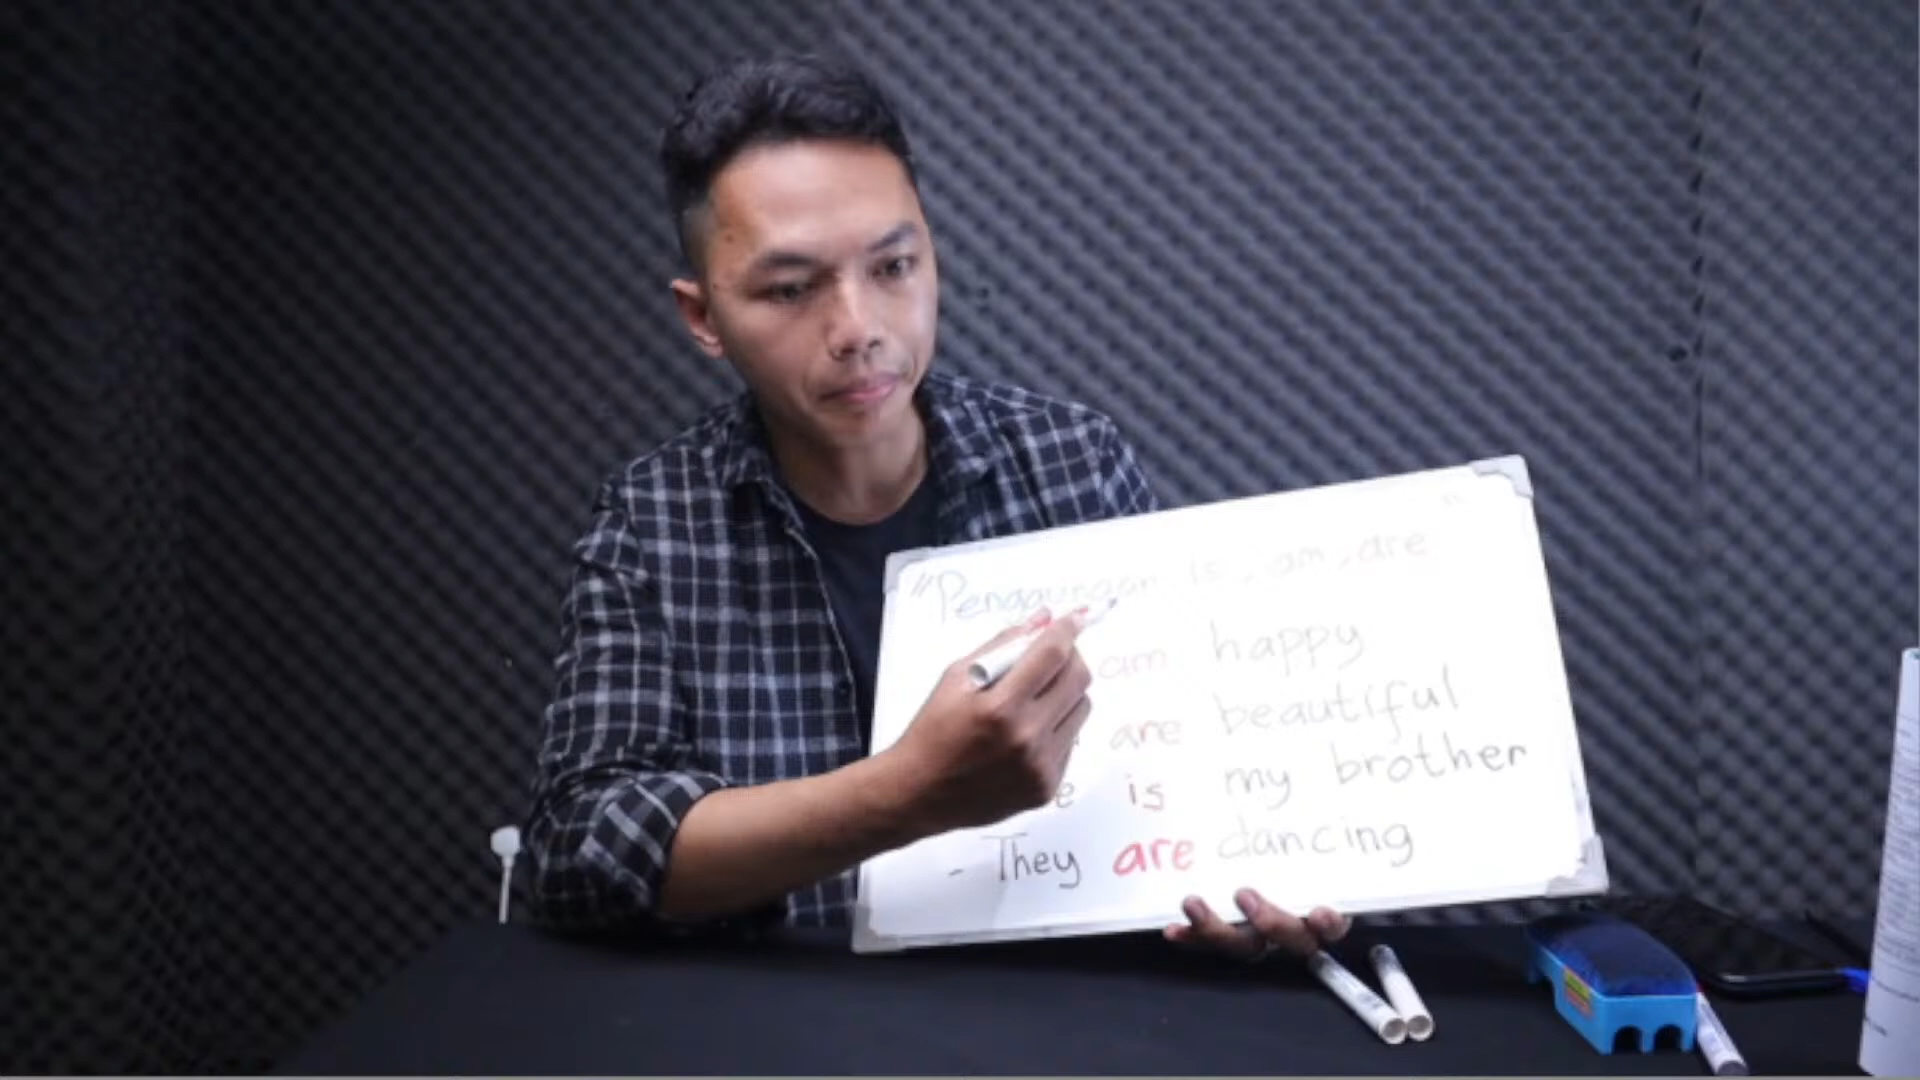 "Penggunaan is, am, are"
am happy
are beautiful
e is my brother
- They are dancing